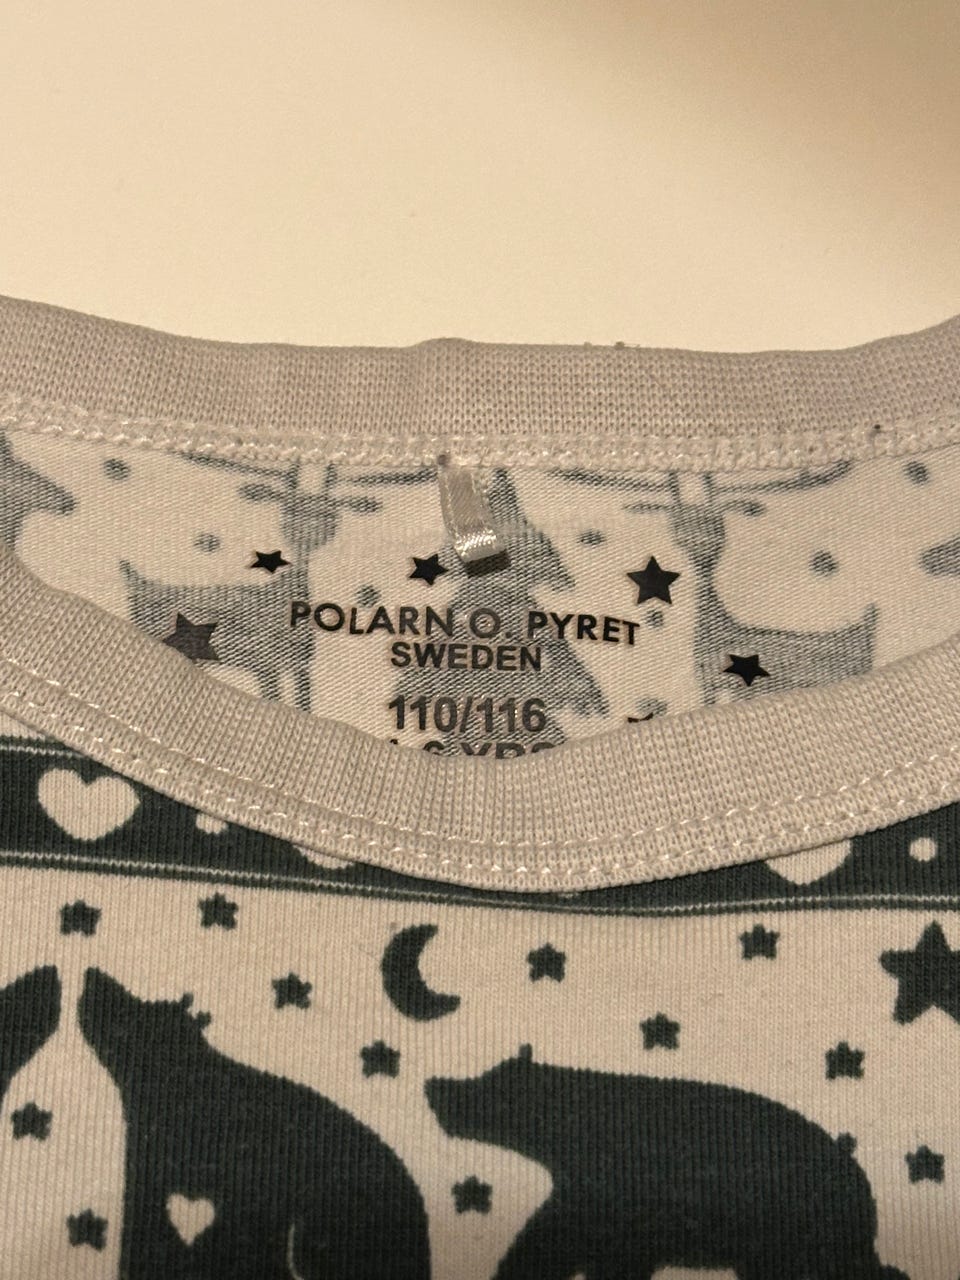 POLARN O. PYRET
SWEDEN
110/116